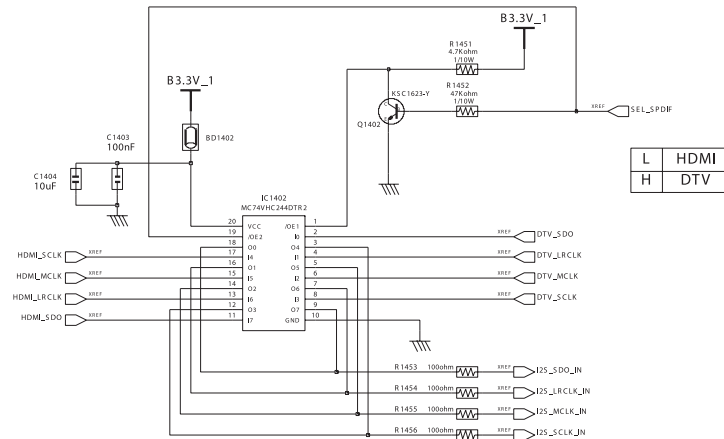 B3.3V_1
R1451
4.7Kohm
1/10W
B3.3V_1
KSC1623-Y
R1452
47Kohm
1/10W
XREF
SEL_SPDIF
Q1402
BD1402
C1403
100nF
C1404
10uF
L HDMI
H DTV
IC1402
MC74VHC244DTR2
20 VCC /OE1 1
19 /OE2 I0 2 XREF DTV_SDO
18 O0 O4 3
HDMI_SCLK XREF 17 I4 I1 4 XREF DTV_LRCLK
16 O1 O5 5
HDMI_MCLK XREF 15 I5 I2 6 XREF DTV_MCLK
14 O2 O6 7
HDMI_LRCLK XREF 13 I6 I3 8 XREF DTV_SCLK
12 O3 O7 9
HDMI_SDO XREF 11 I7 GND 10
R1453 100ohm XREF I2S_SDO_IN
R1454 100ohm XREF I2S_LRCLK_IN
R1455 100ohm XREF I2S_MCLK_IN
R1456 100ohm XREF I2S_SCLK_IN